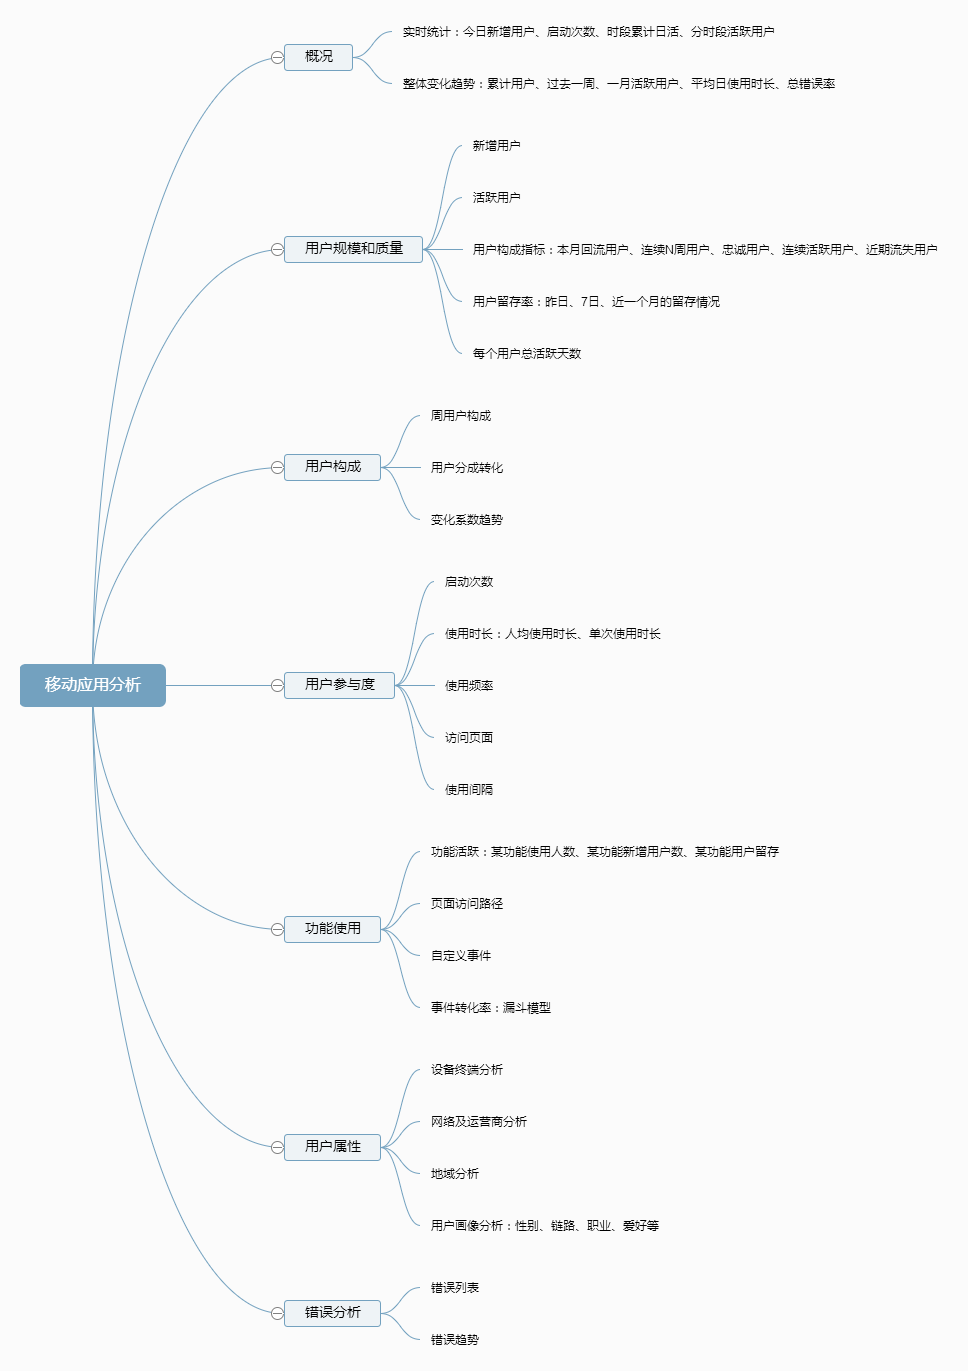 移动应用分析
概况
实时统计：今日新增用户、启动次数、时段累计日活、分时段活跃用户
整体变化趋势：累计用户、过去一周、一月活跃用户、平均日使用时长、总错误率
用户规模和质量
新增用户
活跃用户
用户构成指标：本月回流用户、连续N周用户、忠诚用户、连续活跃用户、近期流失用户
用户留存率：昨日、7日、近一个月的留存情况
每个用户总活跃天数
用户构成
周用户构成
用户分成转化
变化系数趋势
用户参与度
启动次数
使用时长：人均使用时长、单次使用时长
使用频率
访问页面
使用间隔
功能使用
功能活跃：某功能使用人数、某功能新增用户数、某功能用户留存
页面访问路径
自定义事件
事件转化率：漏斗模型
用户属性
设备终端分析
网络及运营商分析
地域分析
用户画像分析：性别、链路、职业、爱好等
错误分析
错误列表
错误趋势